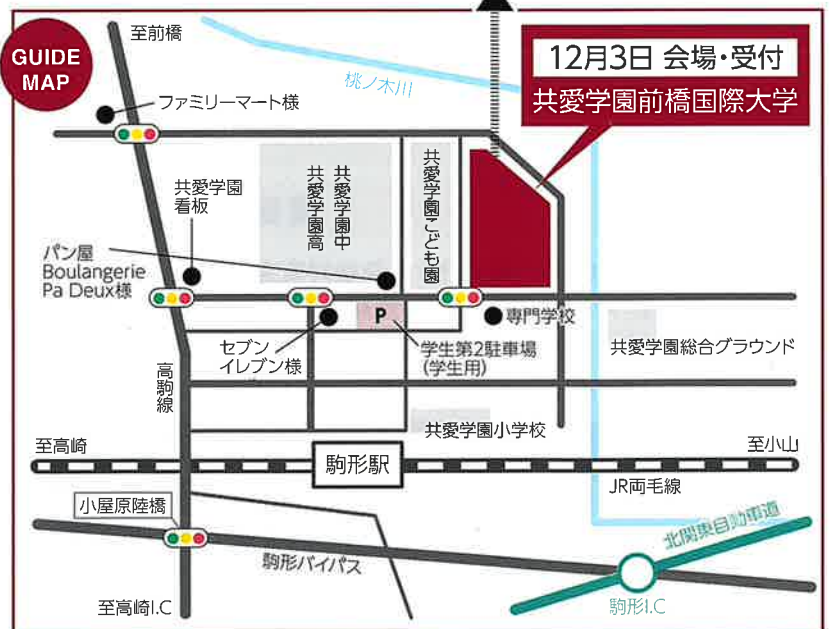 GUIDE
MAP
至前橋
桃ノ木川
12月3日 会場・受付
共愛学園前橋国際大学
ファミリーマート様
共愛学園
看板
共愛学園中
共愛学園高
共愛学園こども園
パン屋
Boulangerie
Pa Deux様
P
専門学校
セブン
イレブン様
学生第2駐車場
(学生用)
共愛学園総合グラウンド
高駒線
共愛学園小学校
至高崎
駒形駅
至小山
JR両毛線
小屋原陸橋
駒形バイパス
北関東自動車道
至高崎I.C
駒形I.C